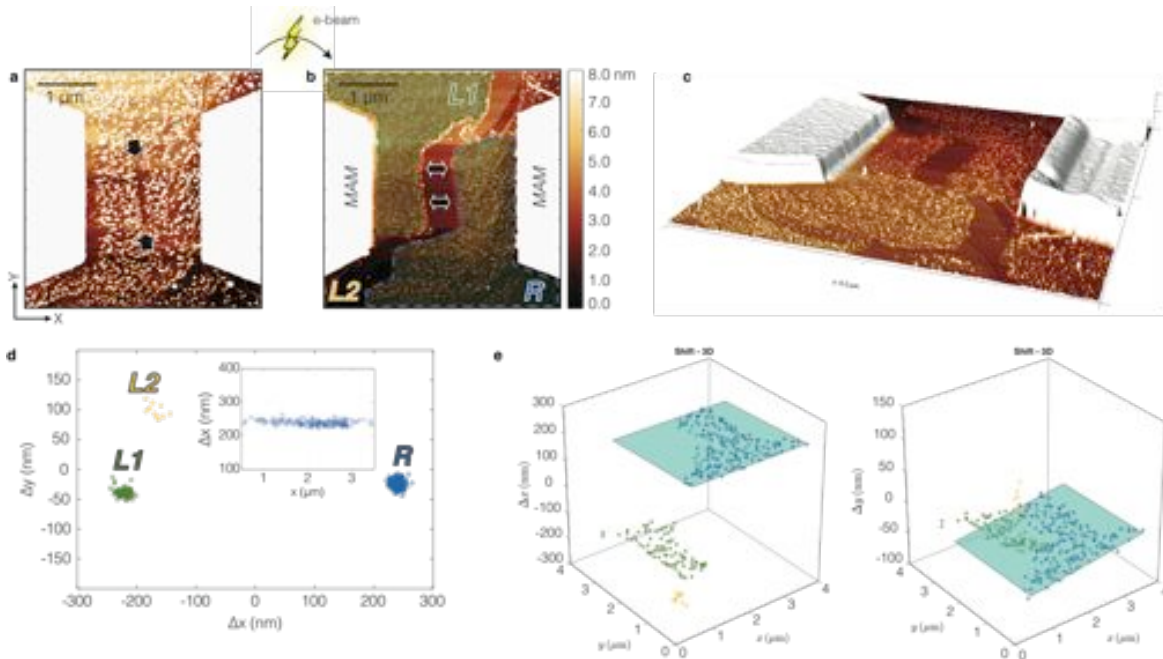 e-beam
a
1 μm
Y
X
b
1 μm
L1
MAM
MAM
L2
R
8.0 nm
7.0
6.0
5.0
4.0
3.0
2.0
1.0
0.0
c
d
Δy (nm)
150
100
50
0
-50
-100
-150
-300
-200
-100
0
100
200
300
Δx (nm)
L2
L1
R
Δx (nm)
400
300
200
100
1
2
3
x (μm)
e
Shift - 3D
Δx (nm)
300
200
100
0
-100
-200
-300
4
3
2
1
0
y (μm)
0
1
2
3
4
x (μm)
Shift - 3D
Δy (nm)
150
100
50
0
-50
-100
4
3
2
1
0
y (μm)
0
1
2
3
4
x (μm)